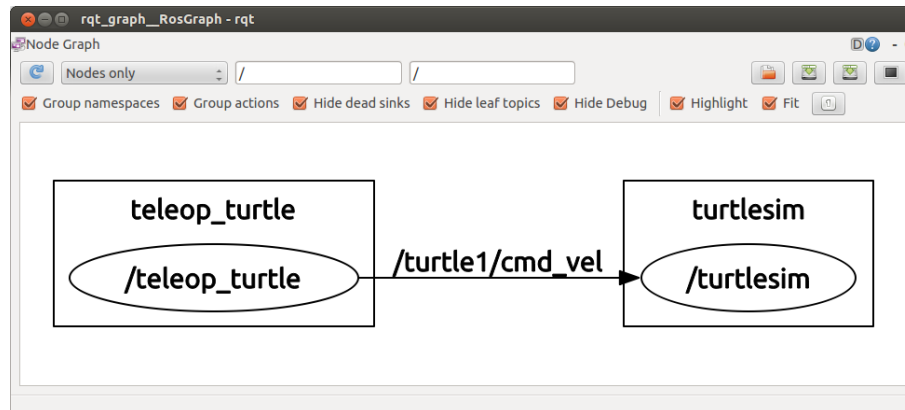 rqt_graph__RosGraph - rqt
Node Graph
D ? -
Nodes only / /
Group namespaces Group actions Hide dead sinks Hide leaf topics Hide Debug Highlight Fit
teleop_turtle turtlesim
/teleop_turtle /turtle1/cmd_vel /turtlesim